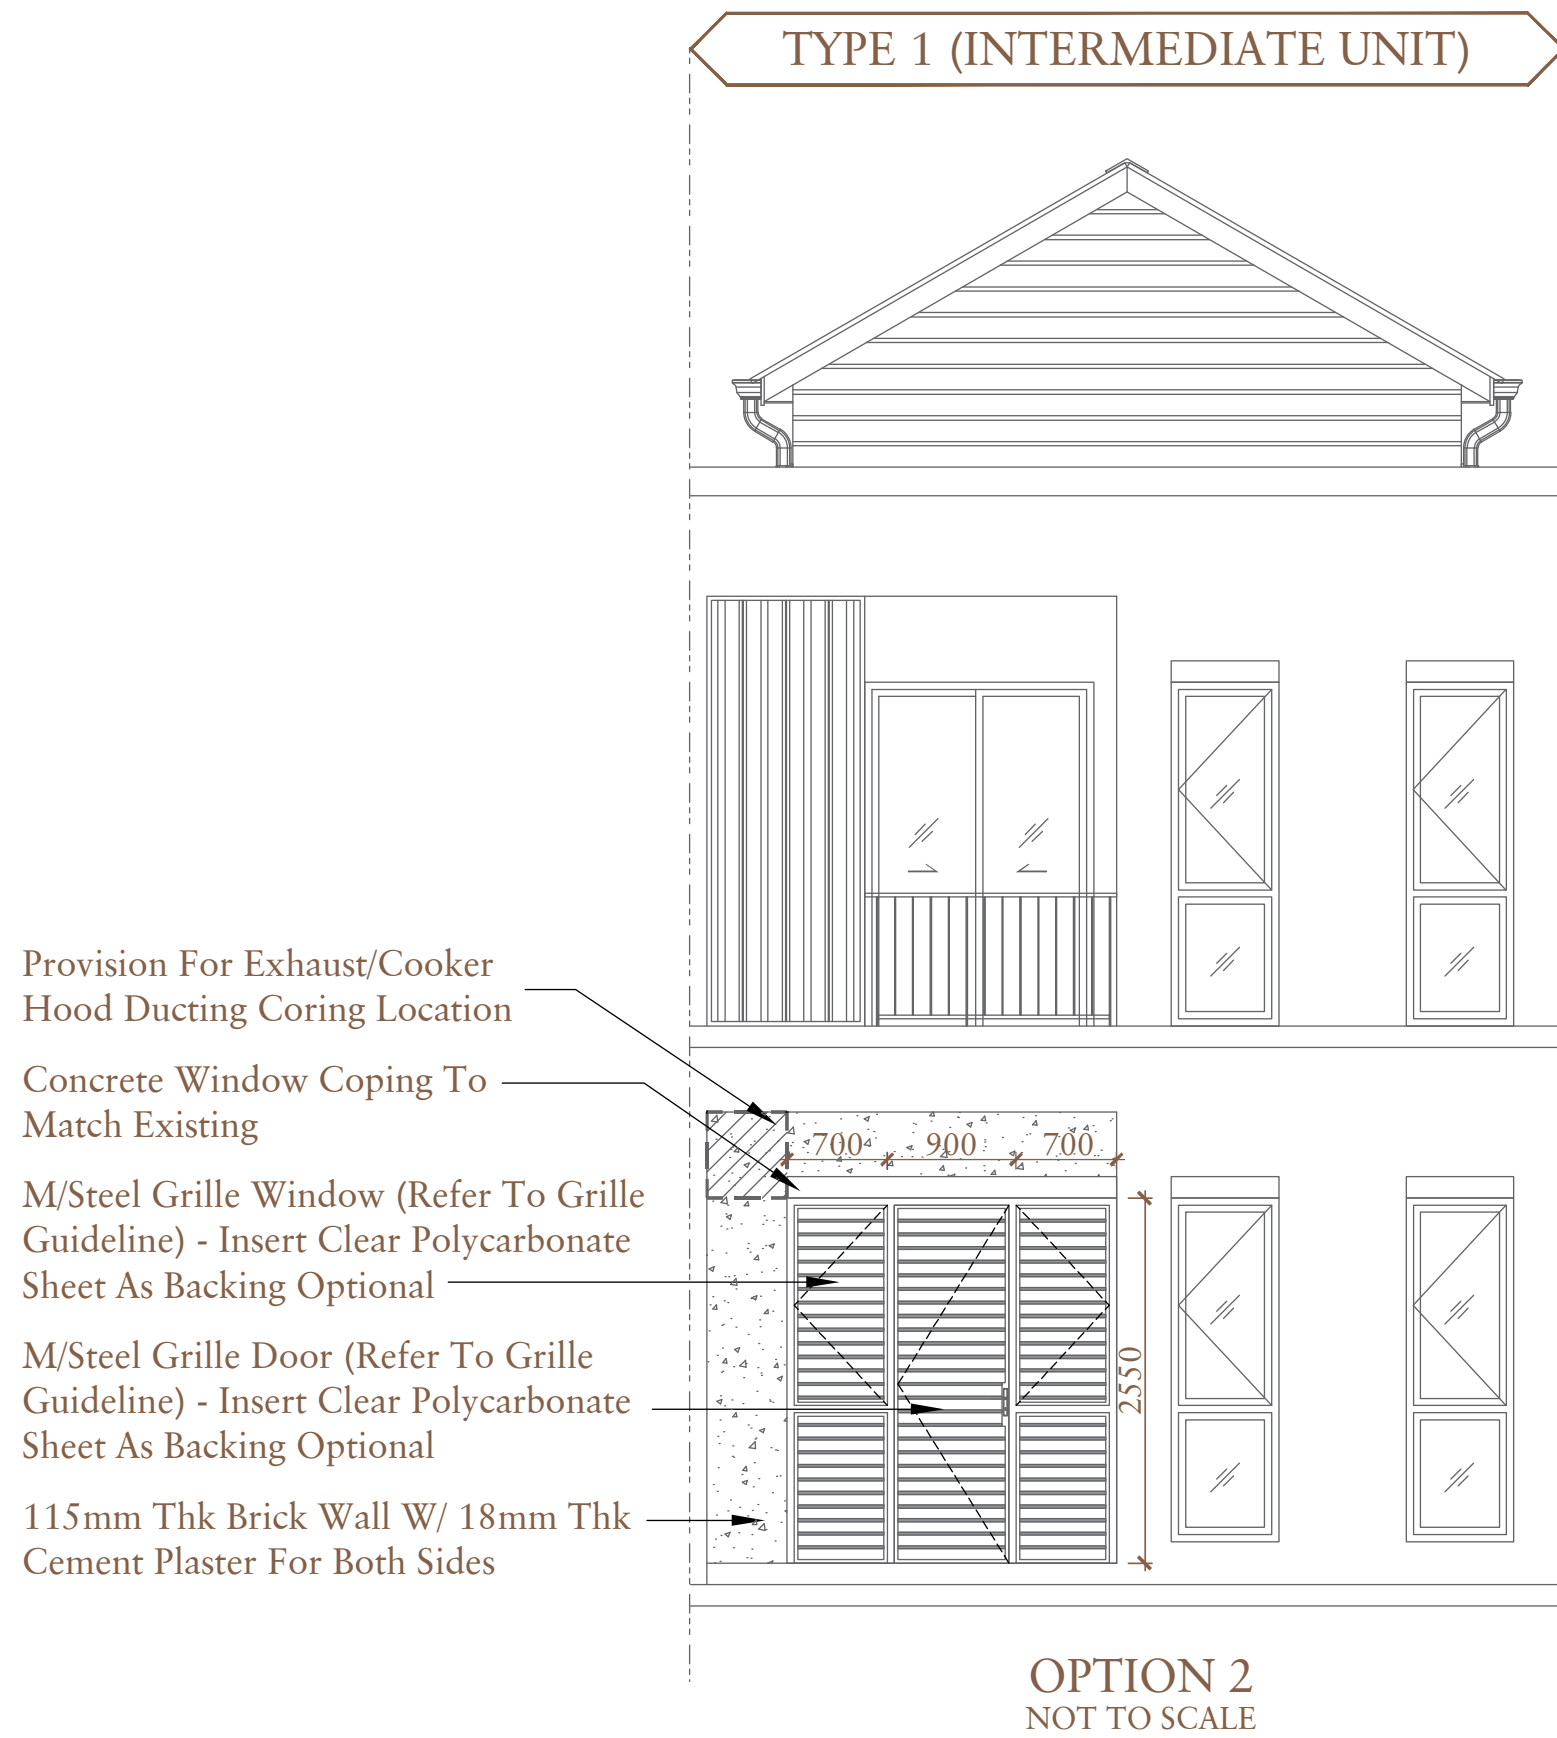 TYPE 1 (INTERMEDIATE UNIT)
Provision For Exhaust/Cooker
Hood Ducting Coring Location
Concrete Window Coping To
Match Existing
700 900 700
M/Steel Grille Window (Refer To Grille
Guideline) - Insert Clear Polycarbonate
Sheet As Backing Optional
M/Steel Grille Door (Refer To Grille
Guideline) - Insert Clear Polycarbonate
Sheet As Backing Optional
2550
115mm Thk Brick Wall W/ 18mm Thk
Cement Plaster For Both Sides
OPTION 2
NOT TO SCALE